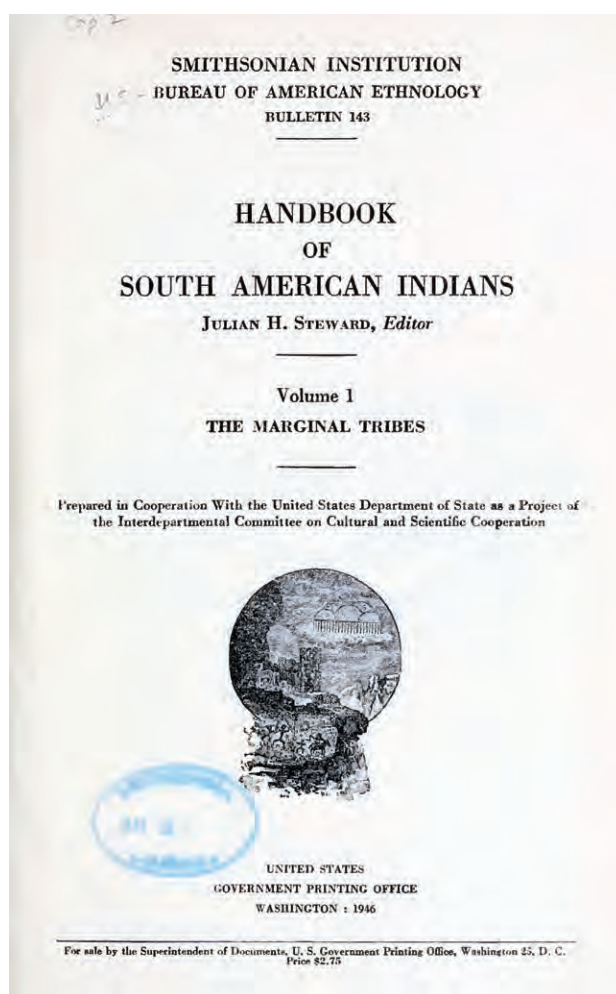 Cop 2
SMITHSONIAN INSTITUTION
BUREAU OF AMERICAN ETHNOLOGY
BULLETIN 143
HANDBOOK
OF
SOUTH AMERICAN INDIANS
JULIAN H. STEWARD, Editor
Volume 1
THE MARGINAL TRIBES
Prepared in Cooperation With the United States Department of State as a Project of
the Interdepartmental Committee on Cultural and Scientific Cooperation
UNITED STATES
GOVERNMENT PRINTING OFFICE
WASHINGTON : 1946
For sale by the Superintendent of Documents, U. S. Government Printing Office, Washington 25, D. C.
Price $2.75